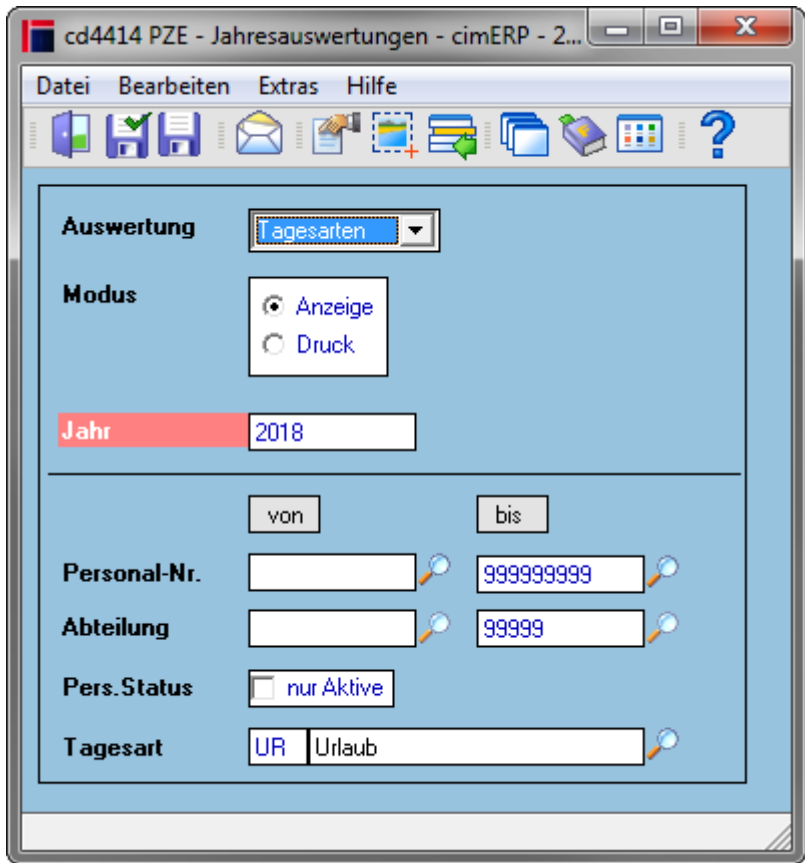 cd4414 PZE - Jahresauswertungen - cimERP - 2...
Datei Bearbeiten Extras Hilfe
Auswertung Tagesarten
Modus Anzeige
Druck
Jahr 2018
von bis
Personal-Nr. 999999999
Abteilung 99999
Pers.Status nur Aktive
Tagesart UR Urlaub